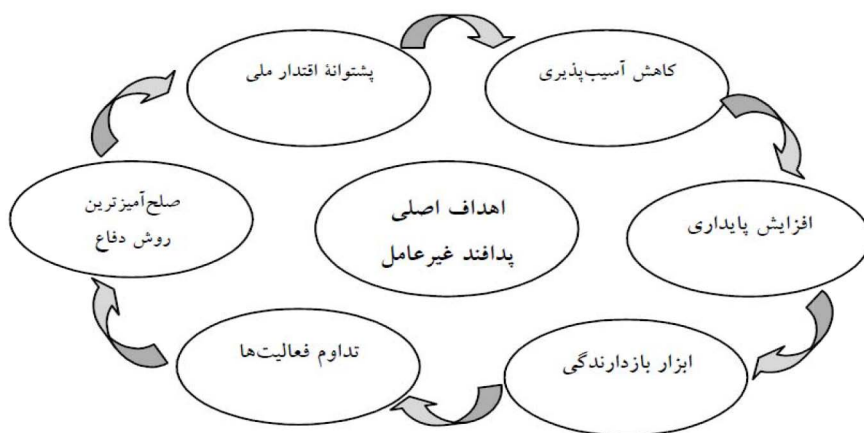 پشتوانهٔ اقتدار ملی
کاهش آسیب‌پذیری
افزایش پایداری
ابزار بازدارندگی
تداوم فعالیت‌ها
صلح‌آمیزترین
روش دفاع
اهداف اصلی
پدافند غیرعامل